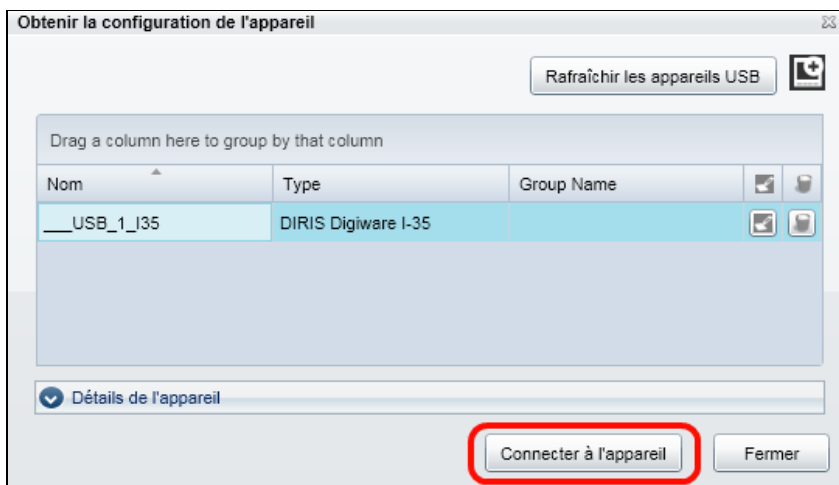 Obtenir la configuration de l'appareil
Rafraîchir les appareils USB
Drag a column here to group by that column
Nom Type Group Name
___USB_1_I35 DIRIS Digiware I-35
Détails de l'appareil
Connecter à l'appareil Fermer